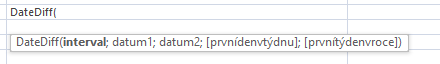 DateDiff(
DateDiff(interval; datum1; datum2; [prvnídenvtýdnu]; [prvnítýdenvroce])